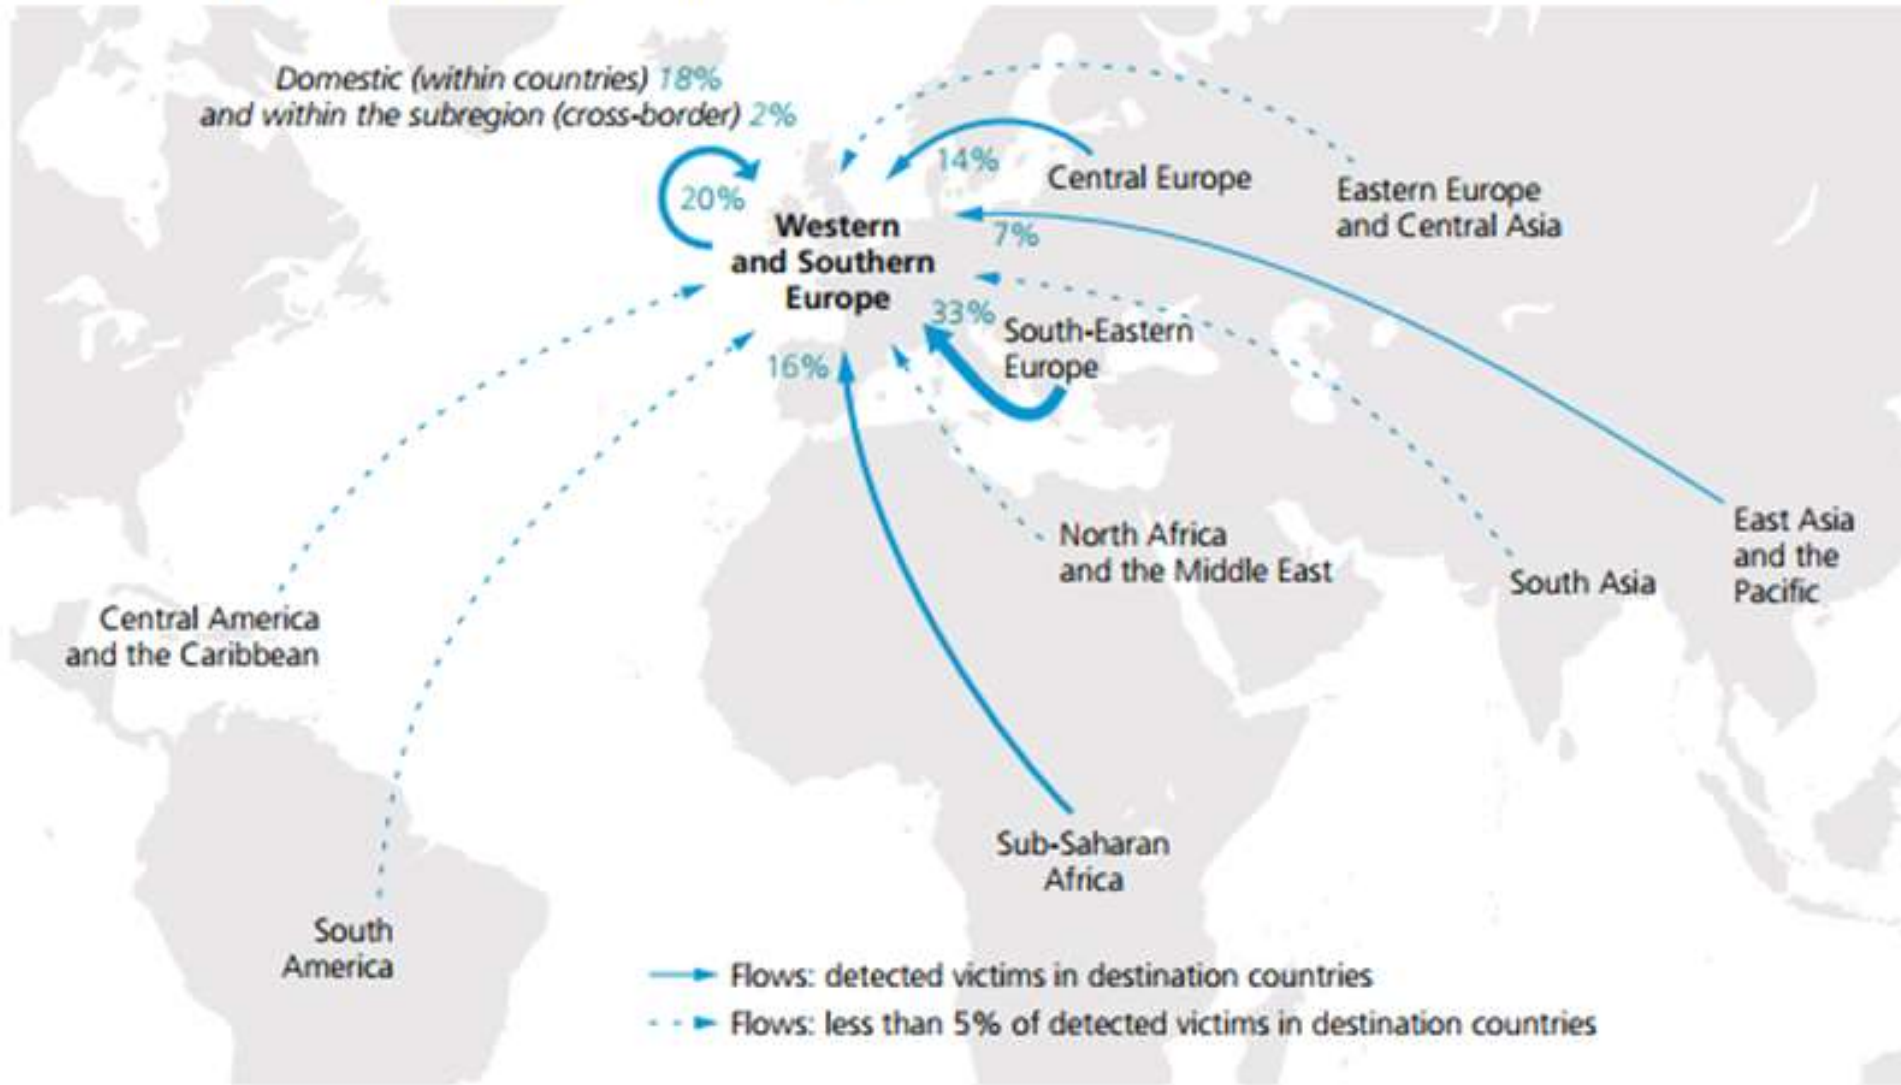 Domestic (within countries) 18%
and within the subregion (cross-border) 2%
20%
Western
and Southern
Europe
14%
Central Europe
Eastern Europe
and Central Asia
7%
33%
South-Eastern
Europe
16%
North Africa
and the Middle East
South Asia
East Asia
and the
Pacific
Central America
and the Caribbean
Sub-Saharan
Africa
South
America
Flows: detected victims in destination countries
Flows: less than 5% of detected victims in destination countries